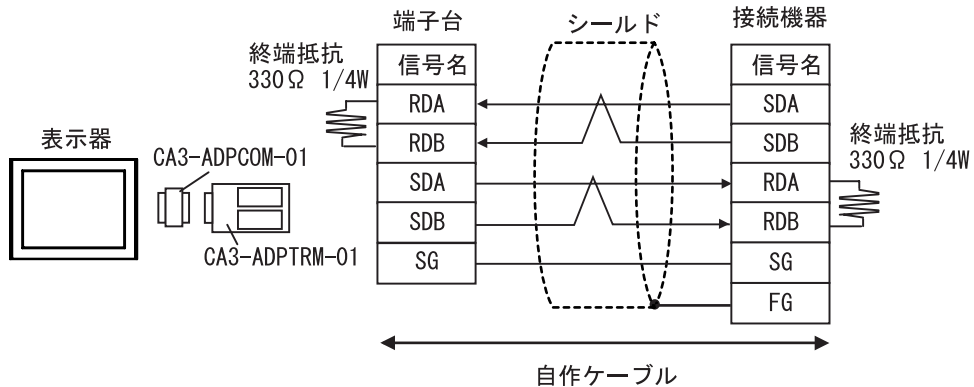 端子台
シールド
接続機器
終端抵抗
330Ω 1/4W
信号名
信号名
RDA
SDA
RDB
SDB
終端抵抗
330Ω 1/4W
表示器
CA3-ADPCOM-01
SDA
RDA
SDB
RDB
CA3-ADPTRM-01
SG
SG
FG
自作ケーブル